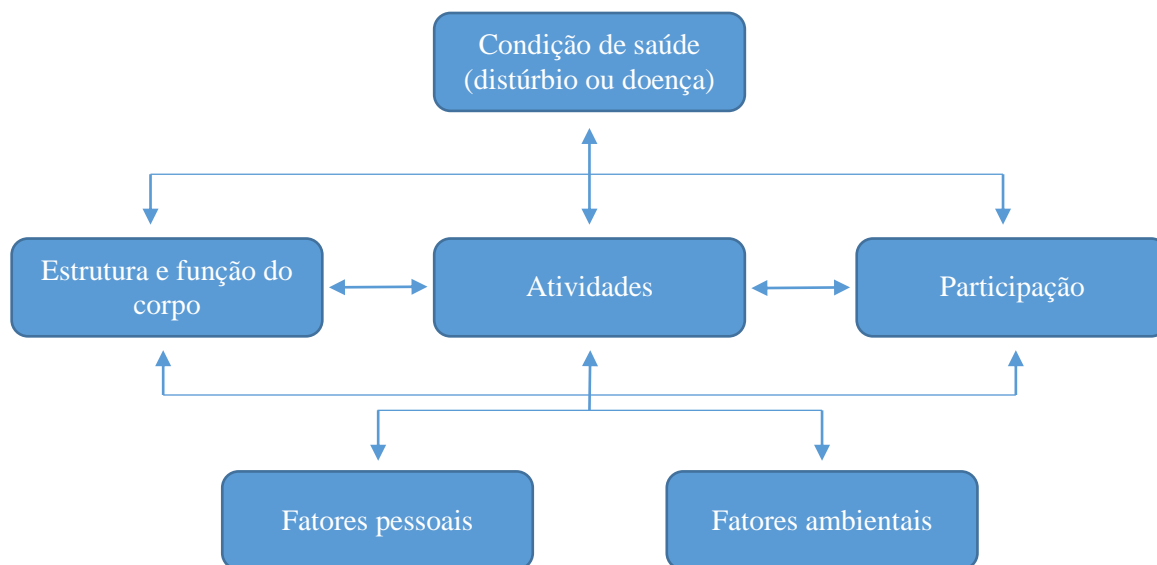 Condição de saúde
(distúrbio ou doença)
Estrutura e função do
corpo
Atividades
Participação
Fatores pessoais
Fatores ambientais